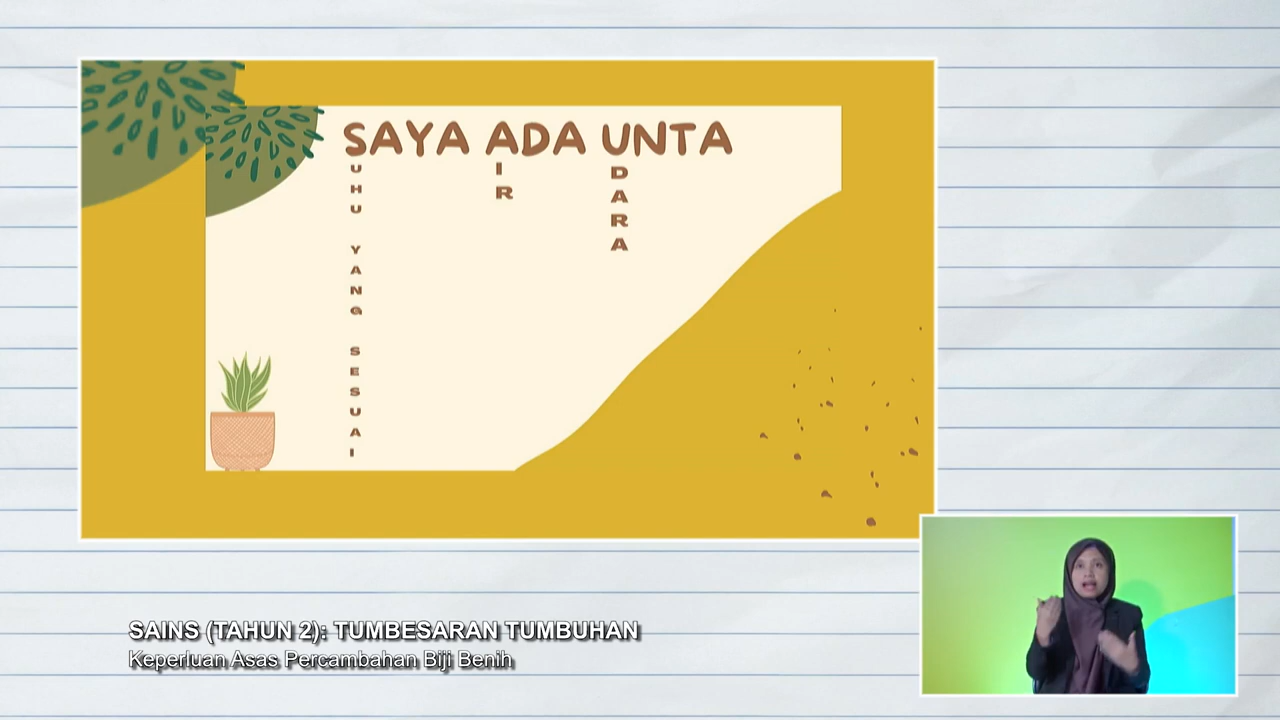 SAYA ADA UNTA
UHU YANG SESUAI
IR
DARA
SAINS (TAHUN 2): TUMBESARAN TUMBUHAN
Keperluan Asas Percambahan Biji Benih